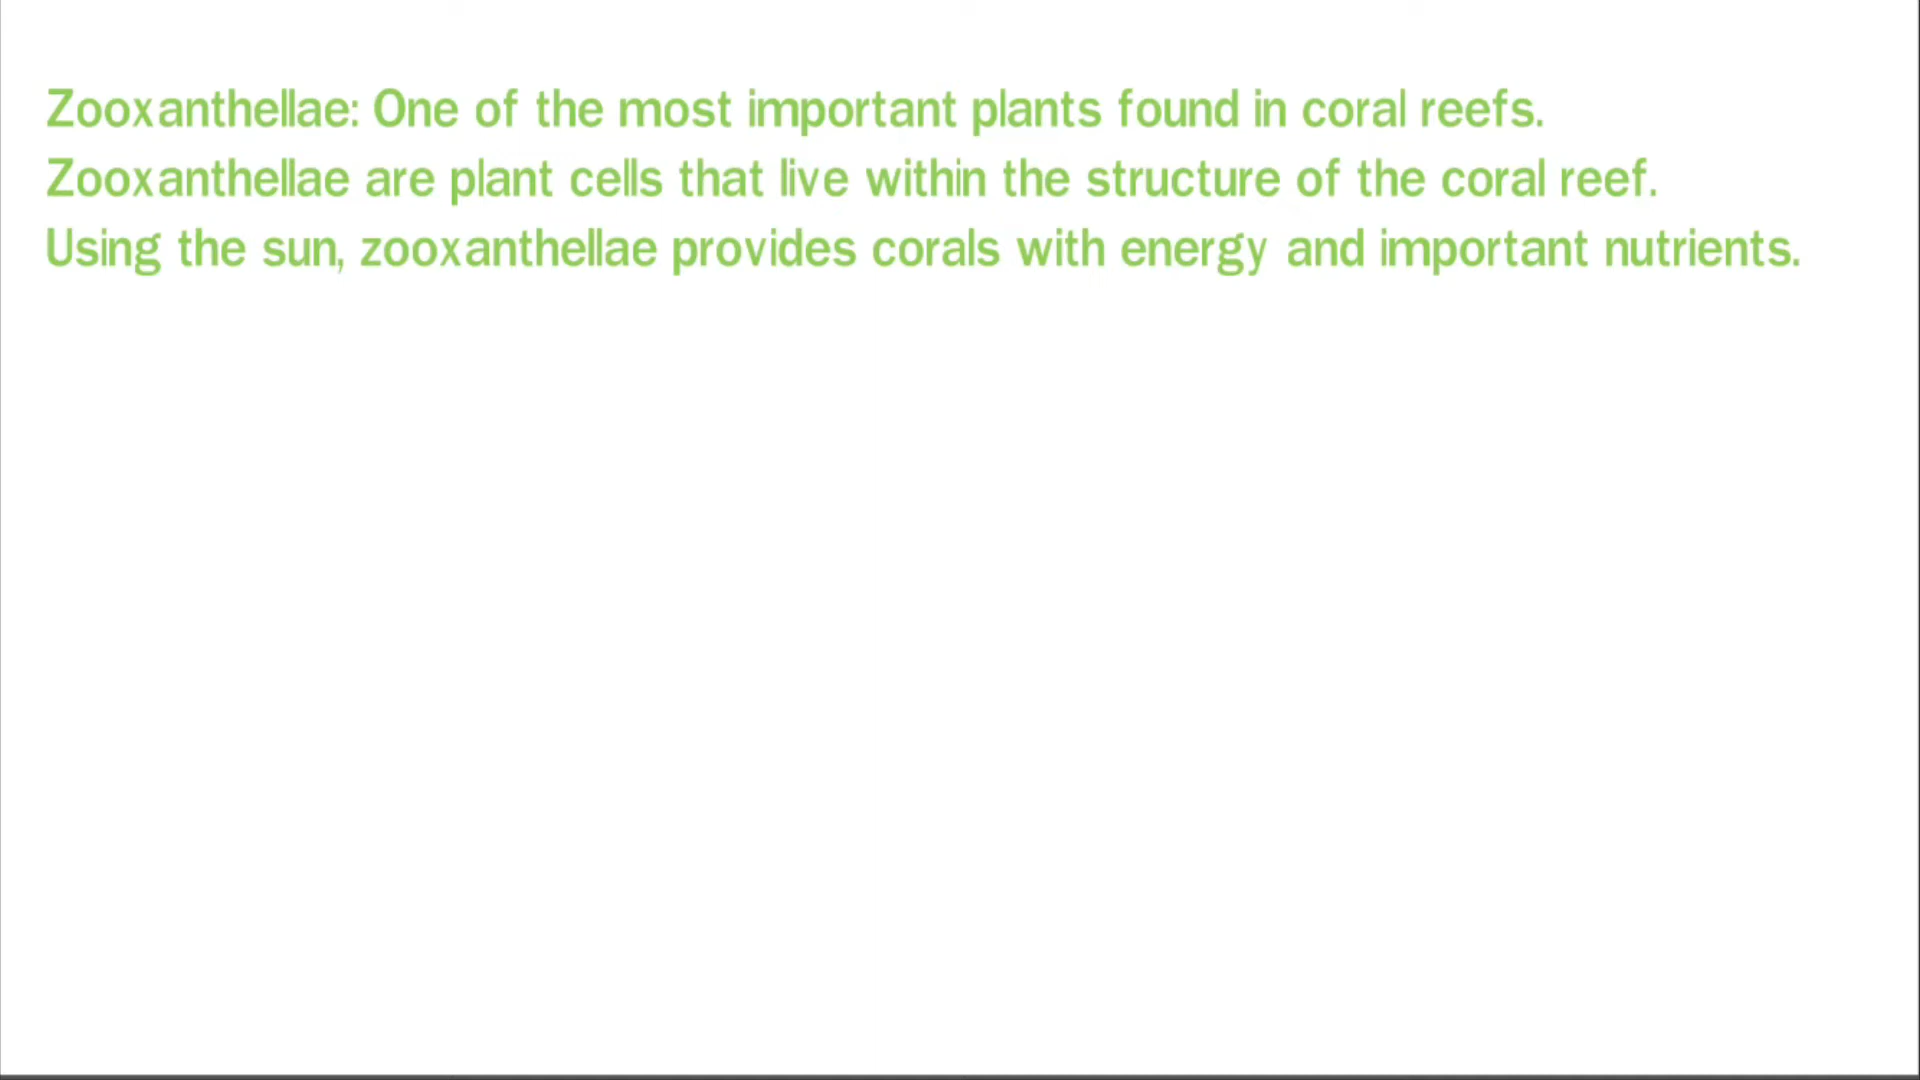 Zooxanthellae: One of the most important plants found in coral reefs.
Zooxanthellae are plant cells that live within the structure of the coral reef.
Using the sun, zooxanthellae provides corals with energy and important nutrients.